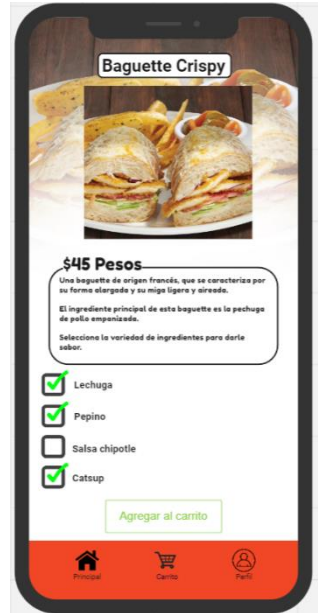 Baguette Crispy
$45 Pesos
Una baguette de origen francés, que se caracteriza por
su forma alargada y su miga ligera y aireada.
El ingrediente principal de esta baguette es la pechuga
de pollo empanizada.
Selecciona la variedad de ingredientes para darle
sabor.
Lechuga
Pepino
Salsa chipotle
Catsup
Agregar al carrito
Principal
Carrito
Perfil